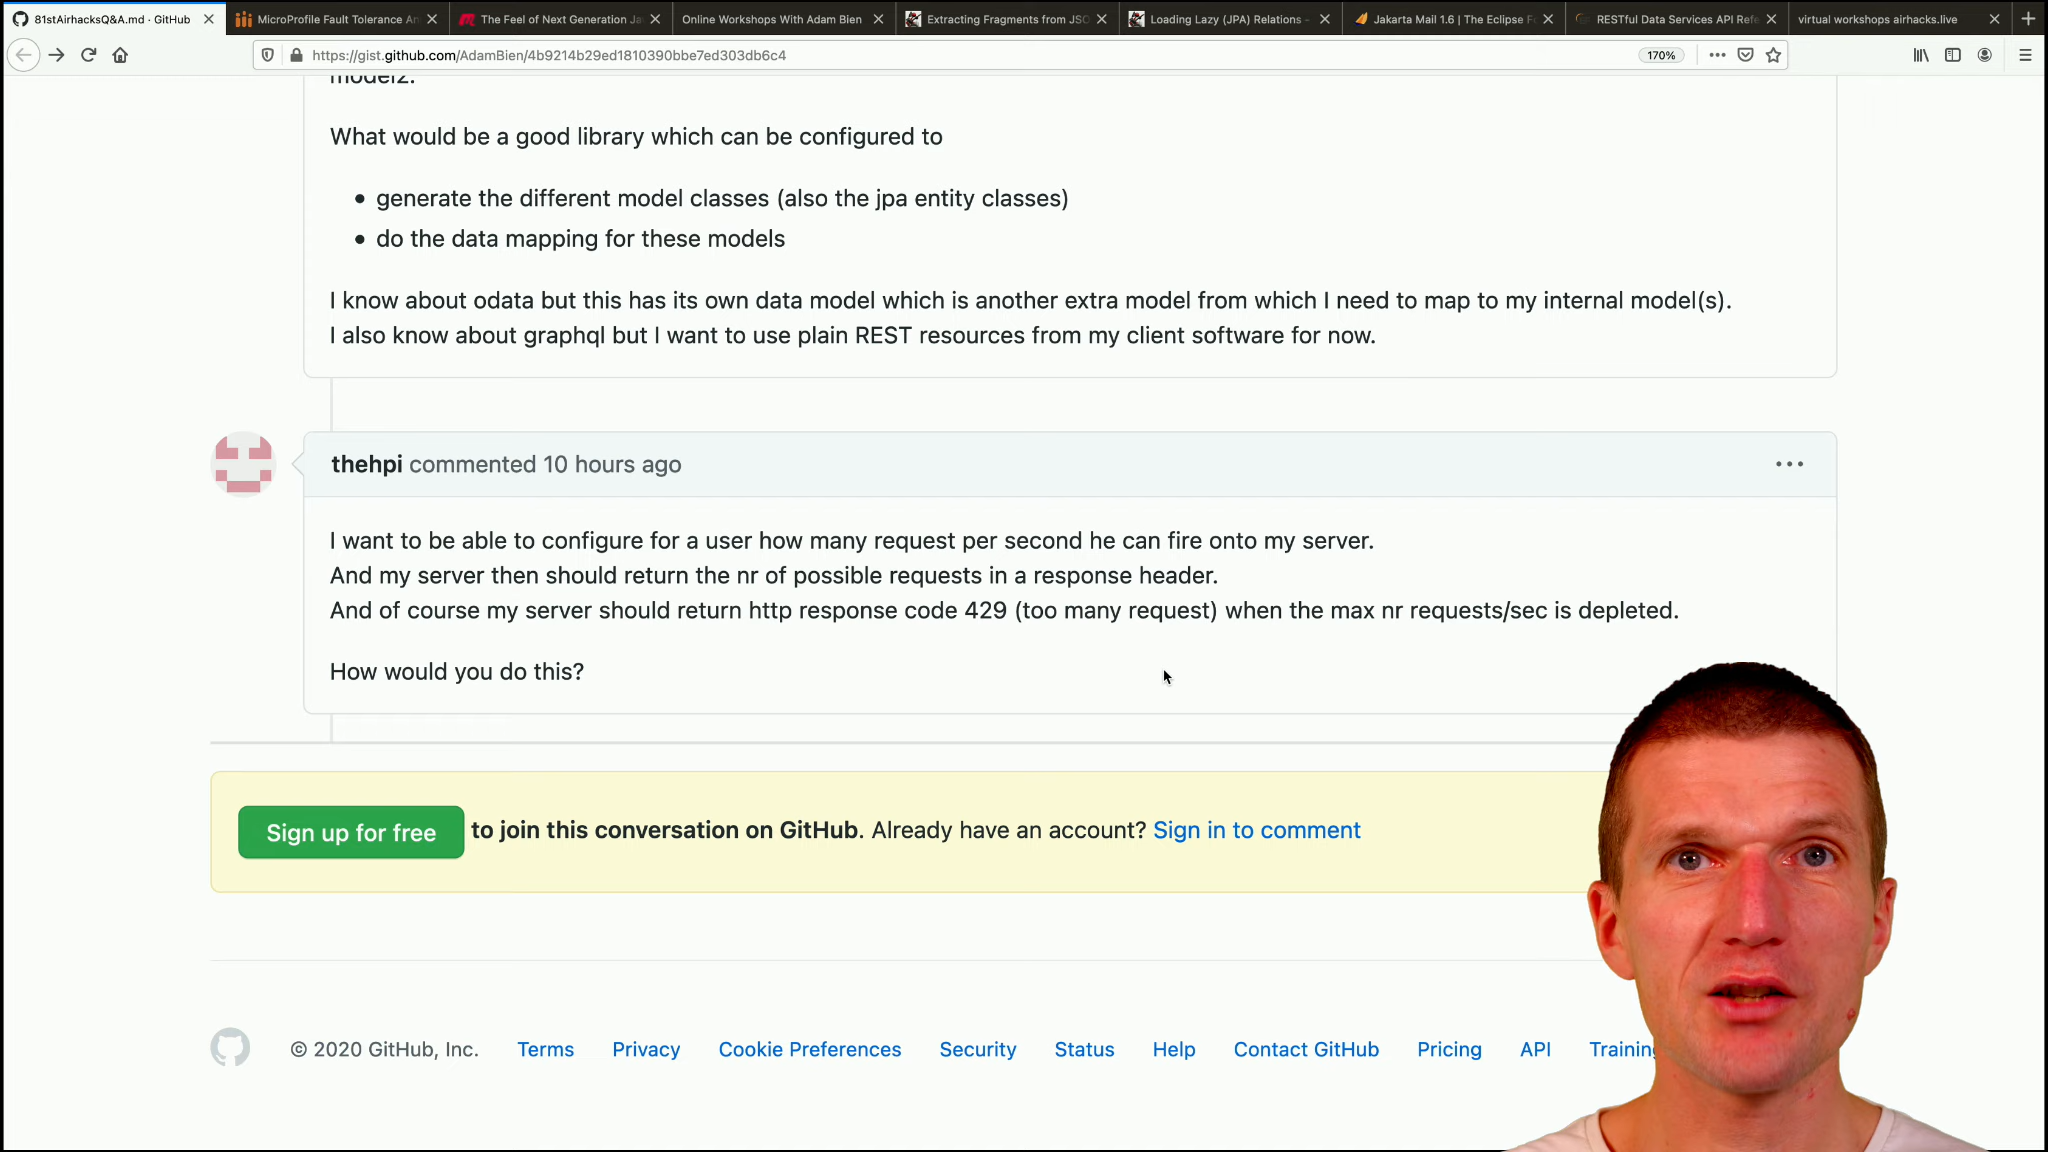 81stAirhacksQ&A.md · GitHub
MicroProfile Fault Tolerance An
The Feel of Next Generation Ja
Online Workshops With Adam Bien
Extracting Fragments from JSO
Loading Lazy (JPA) Relations -
Jakarta Mail 1.6 | The Eclipse Fo
RESTful Data Services API Refe
virtual workshops airhacks.live
https://gist.github.com/AdamBien/4b9214b29ed1810390bbe7ed303db6c4
170%
model2.
What would be a good library which can be configured to
• generate the different model classes (also the jpa entity classes)
• do the data mapping for these models
I know about odata but this has its own data model which is another extra model from which I need to map to my internal model(s).
I also know about graphql but I want to use plain REST resources from my client software for now.
thehpi commented 10 hours ago
I want to be able to configure for a user how many request per second he can fire onto my server.
And my server then should return the nr of possible requests in a response header.
And of course my server should return http response code 429 (too many request) when the max nr requests/sec is depleted.
How would you do this?
Sign up for free to join this conversation on GitHub. Already have an account? Sign in to comment
© 2020 GitHub, Inc. Terms Privacy Cookie Preferences Security Status Help Contact GitHub Pricing API Training